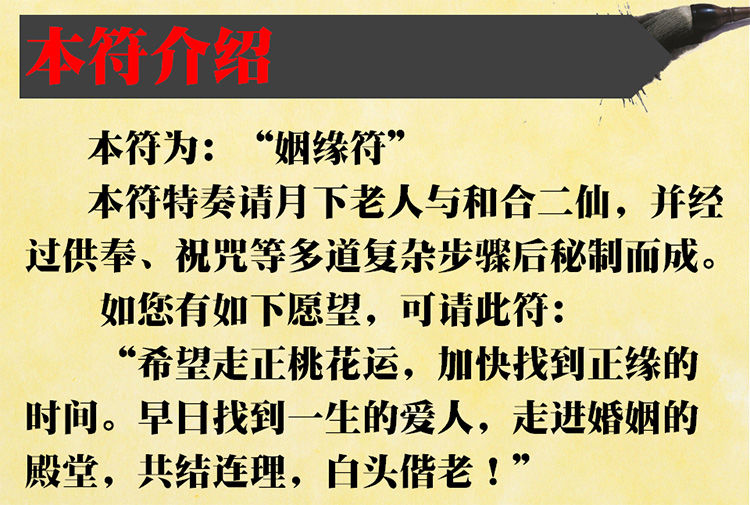 本符介绍
本符为：“姻缘符”
本符特奏请月下老人与和合二仙，并经
过供奉、祝咒等多道复杂步骤后秘制而成。
如您有如下愿望，可请此符：
“希望走正桃花运，加快找到正缘的
时间。早日找到一生的爱人，走进婚姻的
殿堂，共结连理，白头偕老！”